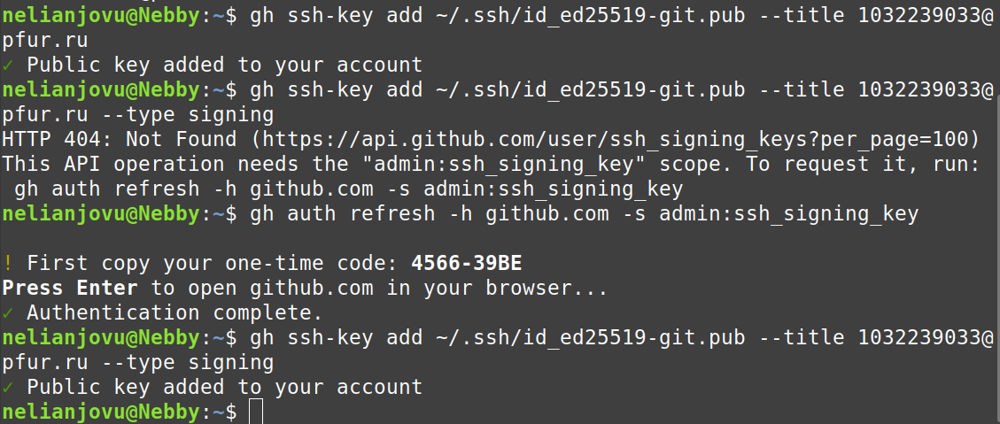 nelianjovu@Nebby:~$ gh ssh-key add ~/.ssh/id_ed25519-git.pub --title 1032239033@
pfur.ru
✓ Public key added to your account
nelianjovu@Nebby:~$ gh ssh-key add ~/.ssh/id_ed25519-git.pub --title 1032239033@
pfur.ru --type signing
HTTP 404: Not Found (https://api.github.com/user/ssh_signing_keys?per_page=100)
This API operation needs the "admin:ssh_signing_key" scope. To request it, run:
 gh auth refresh -h github.com -s admin:ssh_signing_key
nelianjovu@Nebby:~$ gh auth refresh -h github.com -s admin:ssh_signing_key

! First copy your one-time code: 4566-39BE
Press Enter to open github.com in your browser...
✓ Authentication complete.
nelianjovu@Nebby:~$ gh ssh-key add ~/.ssh/id_ed25519-git.pub --title 1032239033@
pfur.ru --type signing
✓ Public key added to your account
nelianjovu@Nebby:~$